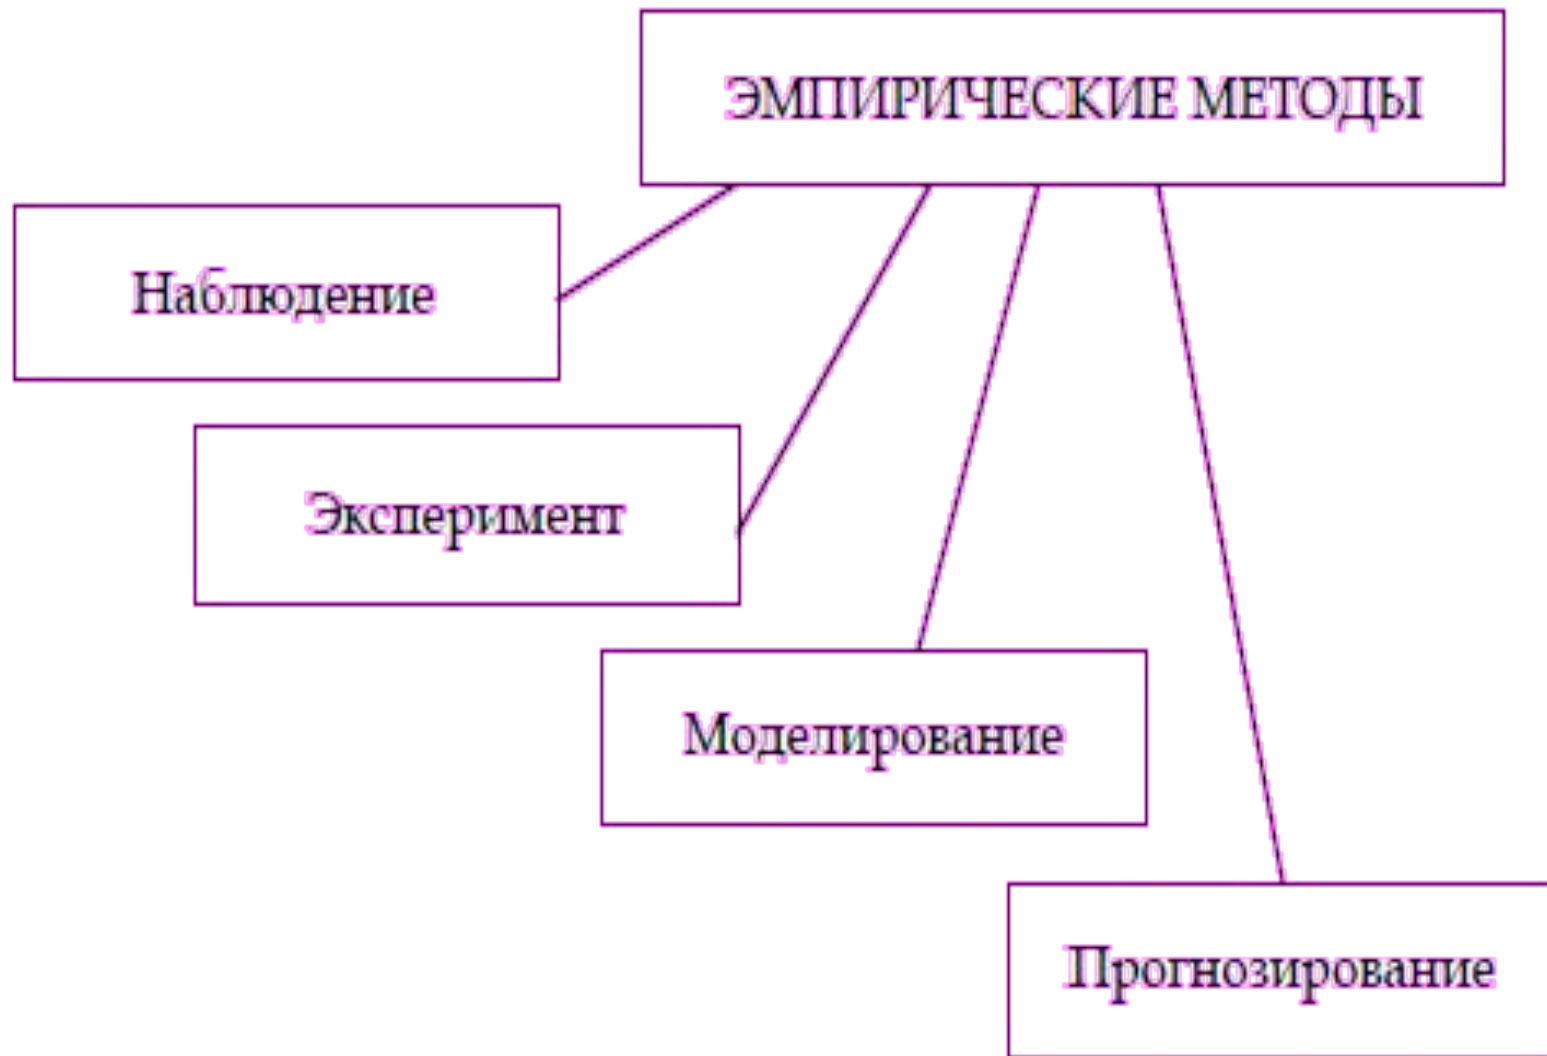 ЭМПИРИЧЕСКИЕ МЕТОДЫ
Наблюдение
Эксперимент
Моделирование
Прогнозирование